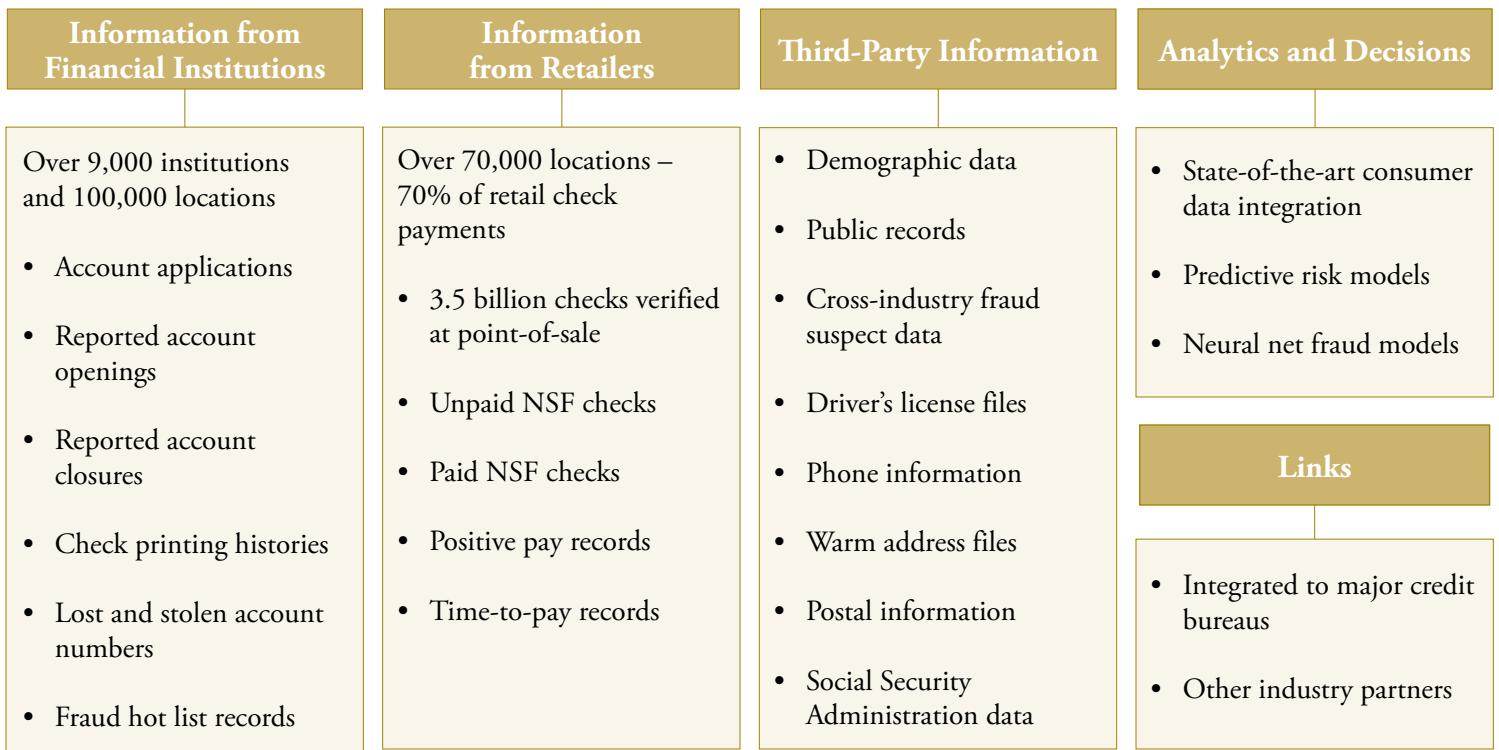 Information from
Financial Institutions
Over 9,000 institutions
and 100,000 locations
• Account applications
• Reported account
openings
• Reported account
closures
• Check printing histories
• Lost and stolen account
numbers
• Fraud hot list records
Information
from Retailers
Over 70,000 locations –
70% of retail check
payments
• 3.5 billion checks verified
at point-of-sale
• Unpaid NSF checks
• Paid NSF checks
• Positive pay records
• Time-to-pay records
Third-Party Information
• Demographic data
• Public records
• Cross-industry fraud
suspect data
• Driver’s license files
• Phone information
• Warm address files
• Postal information
• Social Security
Administration data
Analytics and Decisions
• State-of-the-art consumer
data integration
• Predictive risk models
• Neural net fraud models
Links
• Integrated to major credit
bureaus
• Other industry partners